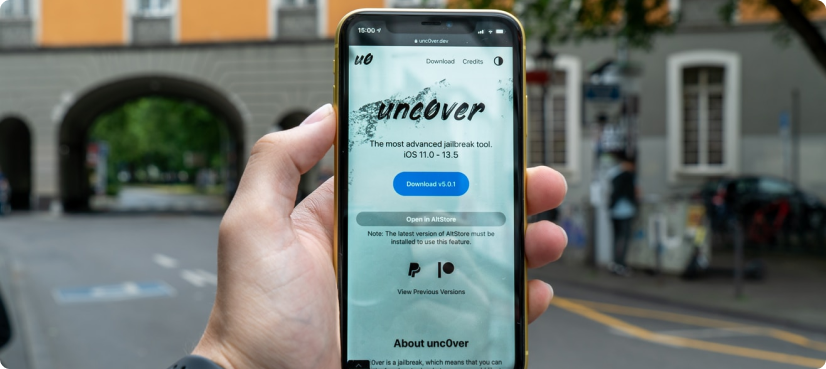 15:00
unc0ver.dev
u0
Download Credits
unc0ver
The most advanced jailbreak tool.
iOS 11.0 - 13.5
Download v5.0.1
Open in AltStore
Note: The latest version of AltStore must be
installed to use this feature.
View Previous Versions
About unc0ver
0ver is a jailbreak, which means that you can